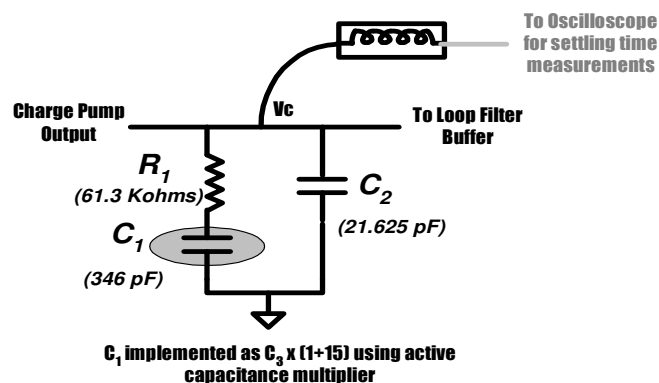 To Oscilloscope
for settling time
measurements
Charge Pump
Output
Vc
To Loop Filter
Buffer
R1
(61.3 Kohms)
C2
(21.625 pF)
C1
(346 pF)
C1 implemented as C3 x (1+15) using active
capacitance multiplier